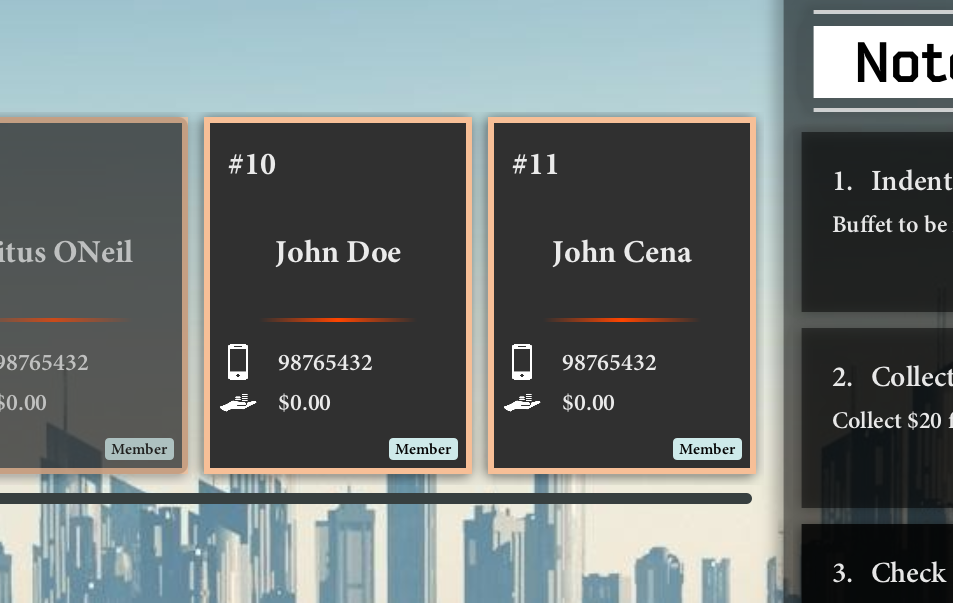 itus ONeil
98765432
$0.00
Member
#10
John Doe
98765432
$0.00
Member
#11
John Cena
98765432
$0.00
Member
Note
1. Indent
Buffet to be
2. Collect
Collect $20 f
3. Check